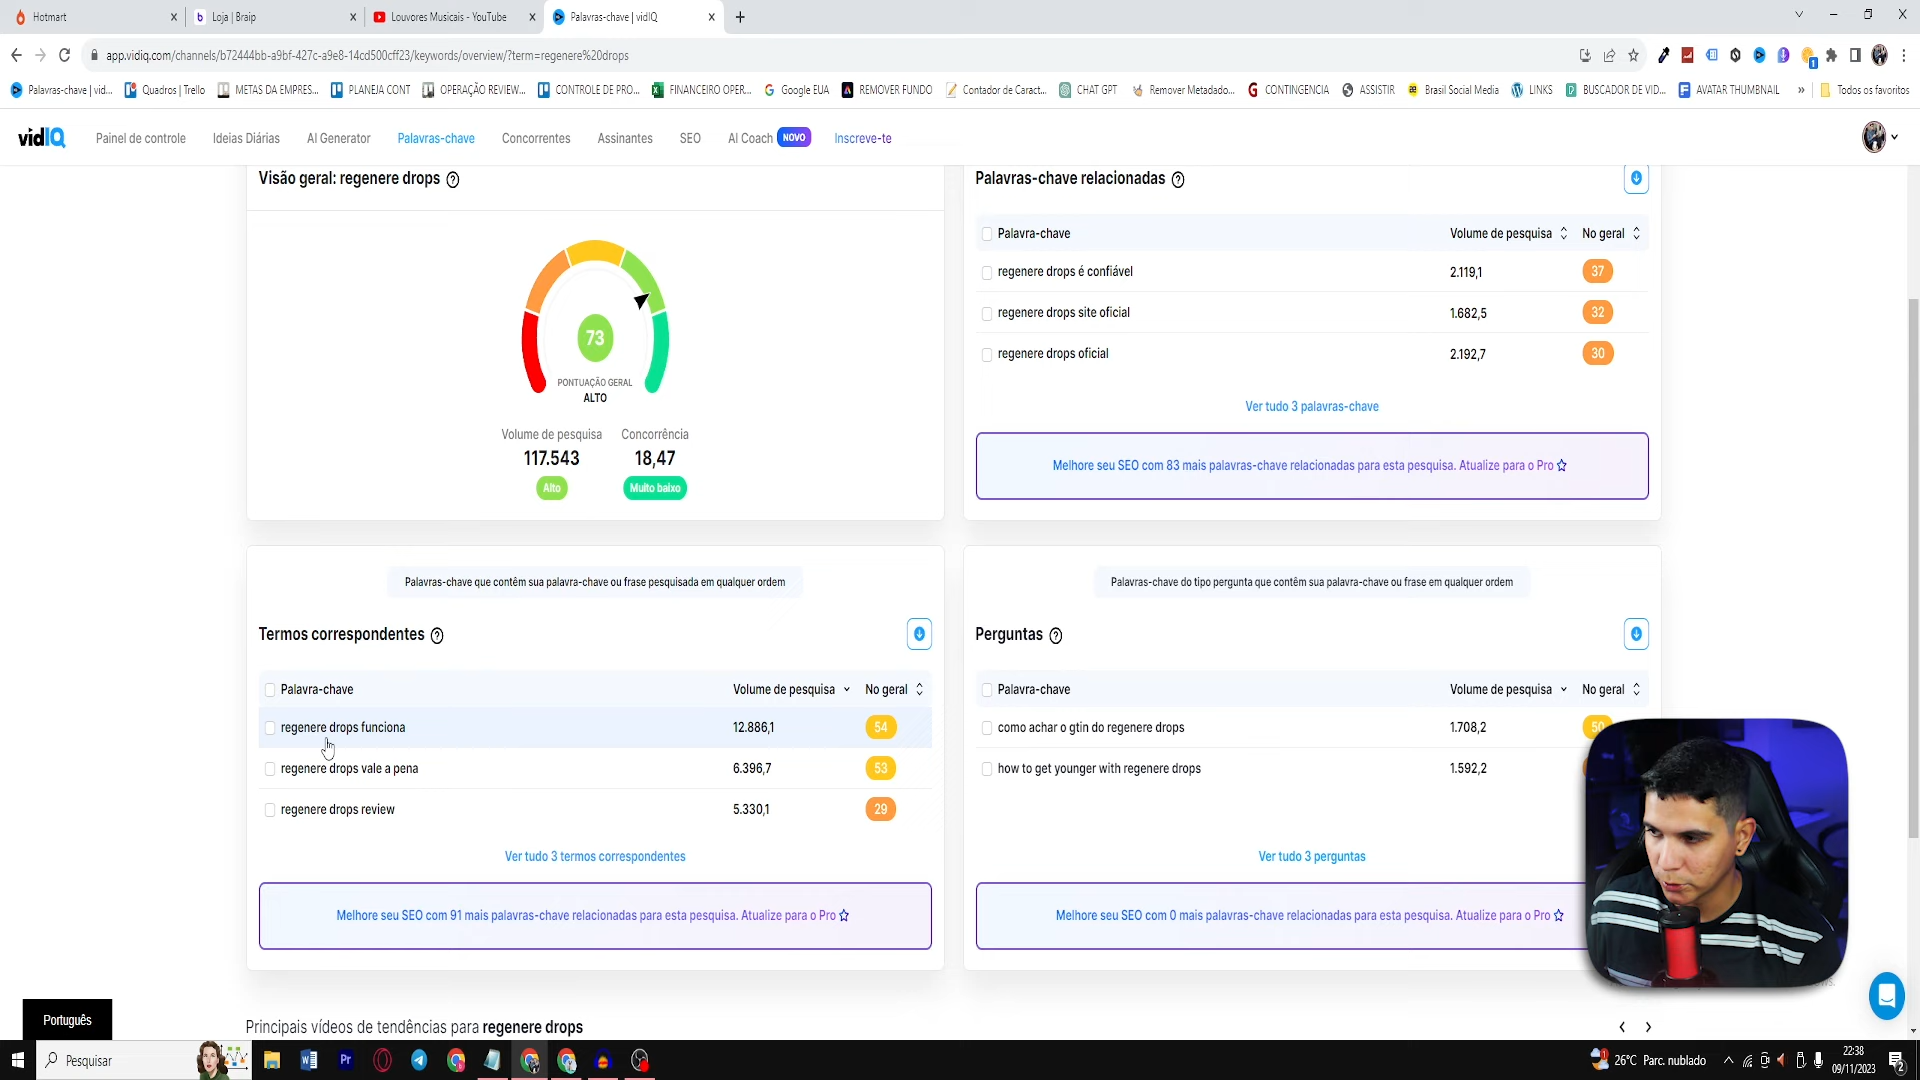 Hotmart
Loja | Braip
Louvores Musicais - YouTube
Palavras-chave | vidIQ
app.vidiq.com/channels/b72444bb-a9bf-427c-a9e8-14cd500cff23/keywords/overview/?term=regenere%20drops
Palavras-chave | vid...
Quadros | Trello
METAS DA EMPRES...
PLANEJA CONT
OPERAÇÃO REVIEW...
CONTROLE DE PRO...
FINANCEIRO OPER...
Google EUA
REMOVER FUNDO
Contador de Caract...
CHAT GPT
Remover Metadado...
CONTINGENCIA
ASSISTIR
Brasil Social Media
LINKS
BUSCADOR DE VID...
AVATAR THUMBNAIL
»
Todos os favoritos
vidIQ
Painel de controle
Ideias Diárias
AI Generator
Palavras-chave
Concorrentes
Assinantes
SEO
AI Coach NOVO
Inscreve-te
Visão geral: regenere drops
73
PONTUAÇÃO GERAL
ALTO
Volume de pesquisa Concorrência
117.543 18,47
Alto Muito baixo
Palavras-chave relacionadas
Palavra-chave Volume de pesquisa No geral
regenere drops é confiável 2.119,1 37
regenere drops site oficial 1.682,5 32
regenere drops oficial 2.192,7 30
Ver tudo 3 palavras-chave
Melhore seu SEO com 83 mais palavras-chave relacionadas para esta pesquisa. Atualize para o Pro
Palavras-chave que contêm sua palavra-chave ou frase pesquisada em qualquer ordem
Termos correspondentes
Palavra-chave Volume de pesquisa No geral
regenere drops funciona 12.886,1 54
regenere drops vale a pena 6.396,7 53
regenere drops review 5.330,1 29
Ver tudo 3 termos correspondentes
Melhore seu SEO com 91 mais palavras-chave relacionadas para esta pesquisa. Atualize para o Pro
Palavras-chave do tipo pergunta que contêm sua palavra-chave ou frase em qualquer ordem
Perguntas
Palavra-chave Volume de pesquisa No geral
como achar o gtin do regenere drops 1.708,2 50
how to get younger with regenere drops 1.592,2
Ver tudo 3 perguntas
Melhore seu SEO com 0 mais palavras-chave relacionadas para esta pesquisa. Atualize para o Pro
Português
Principais vídeos de tendências para regenere drops
Pesquisar
26°C Parc. nublado
22:38
09/11/2023